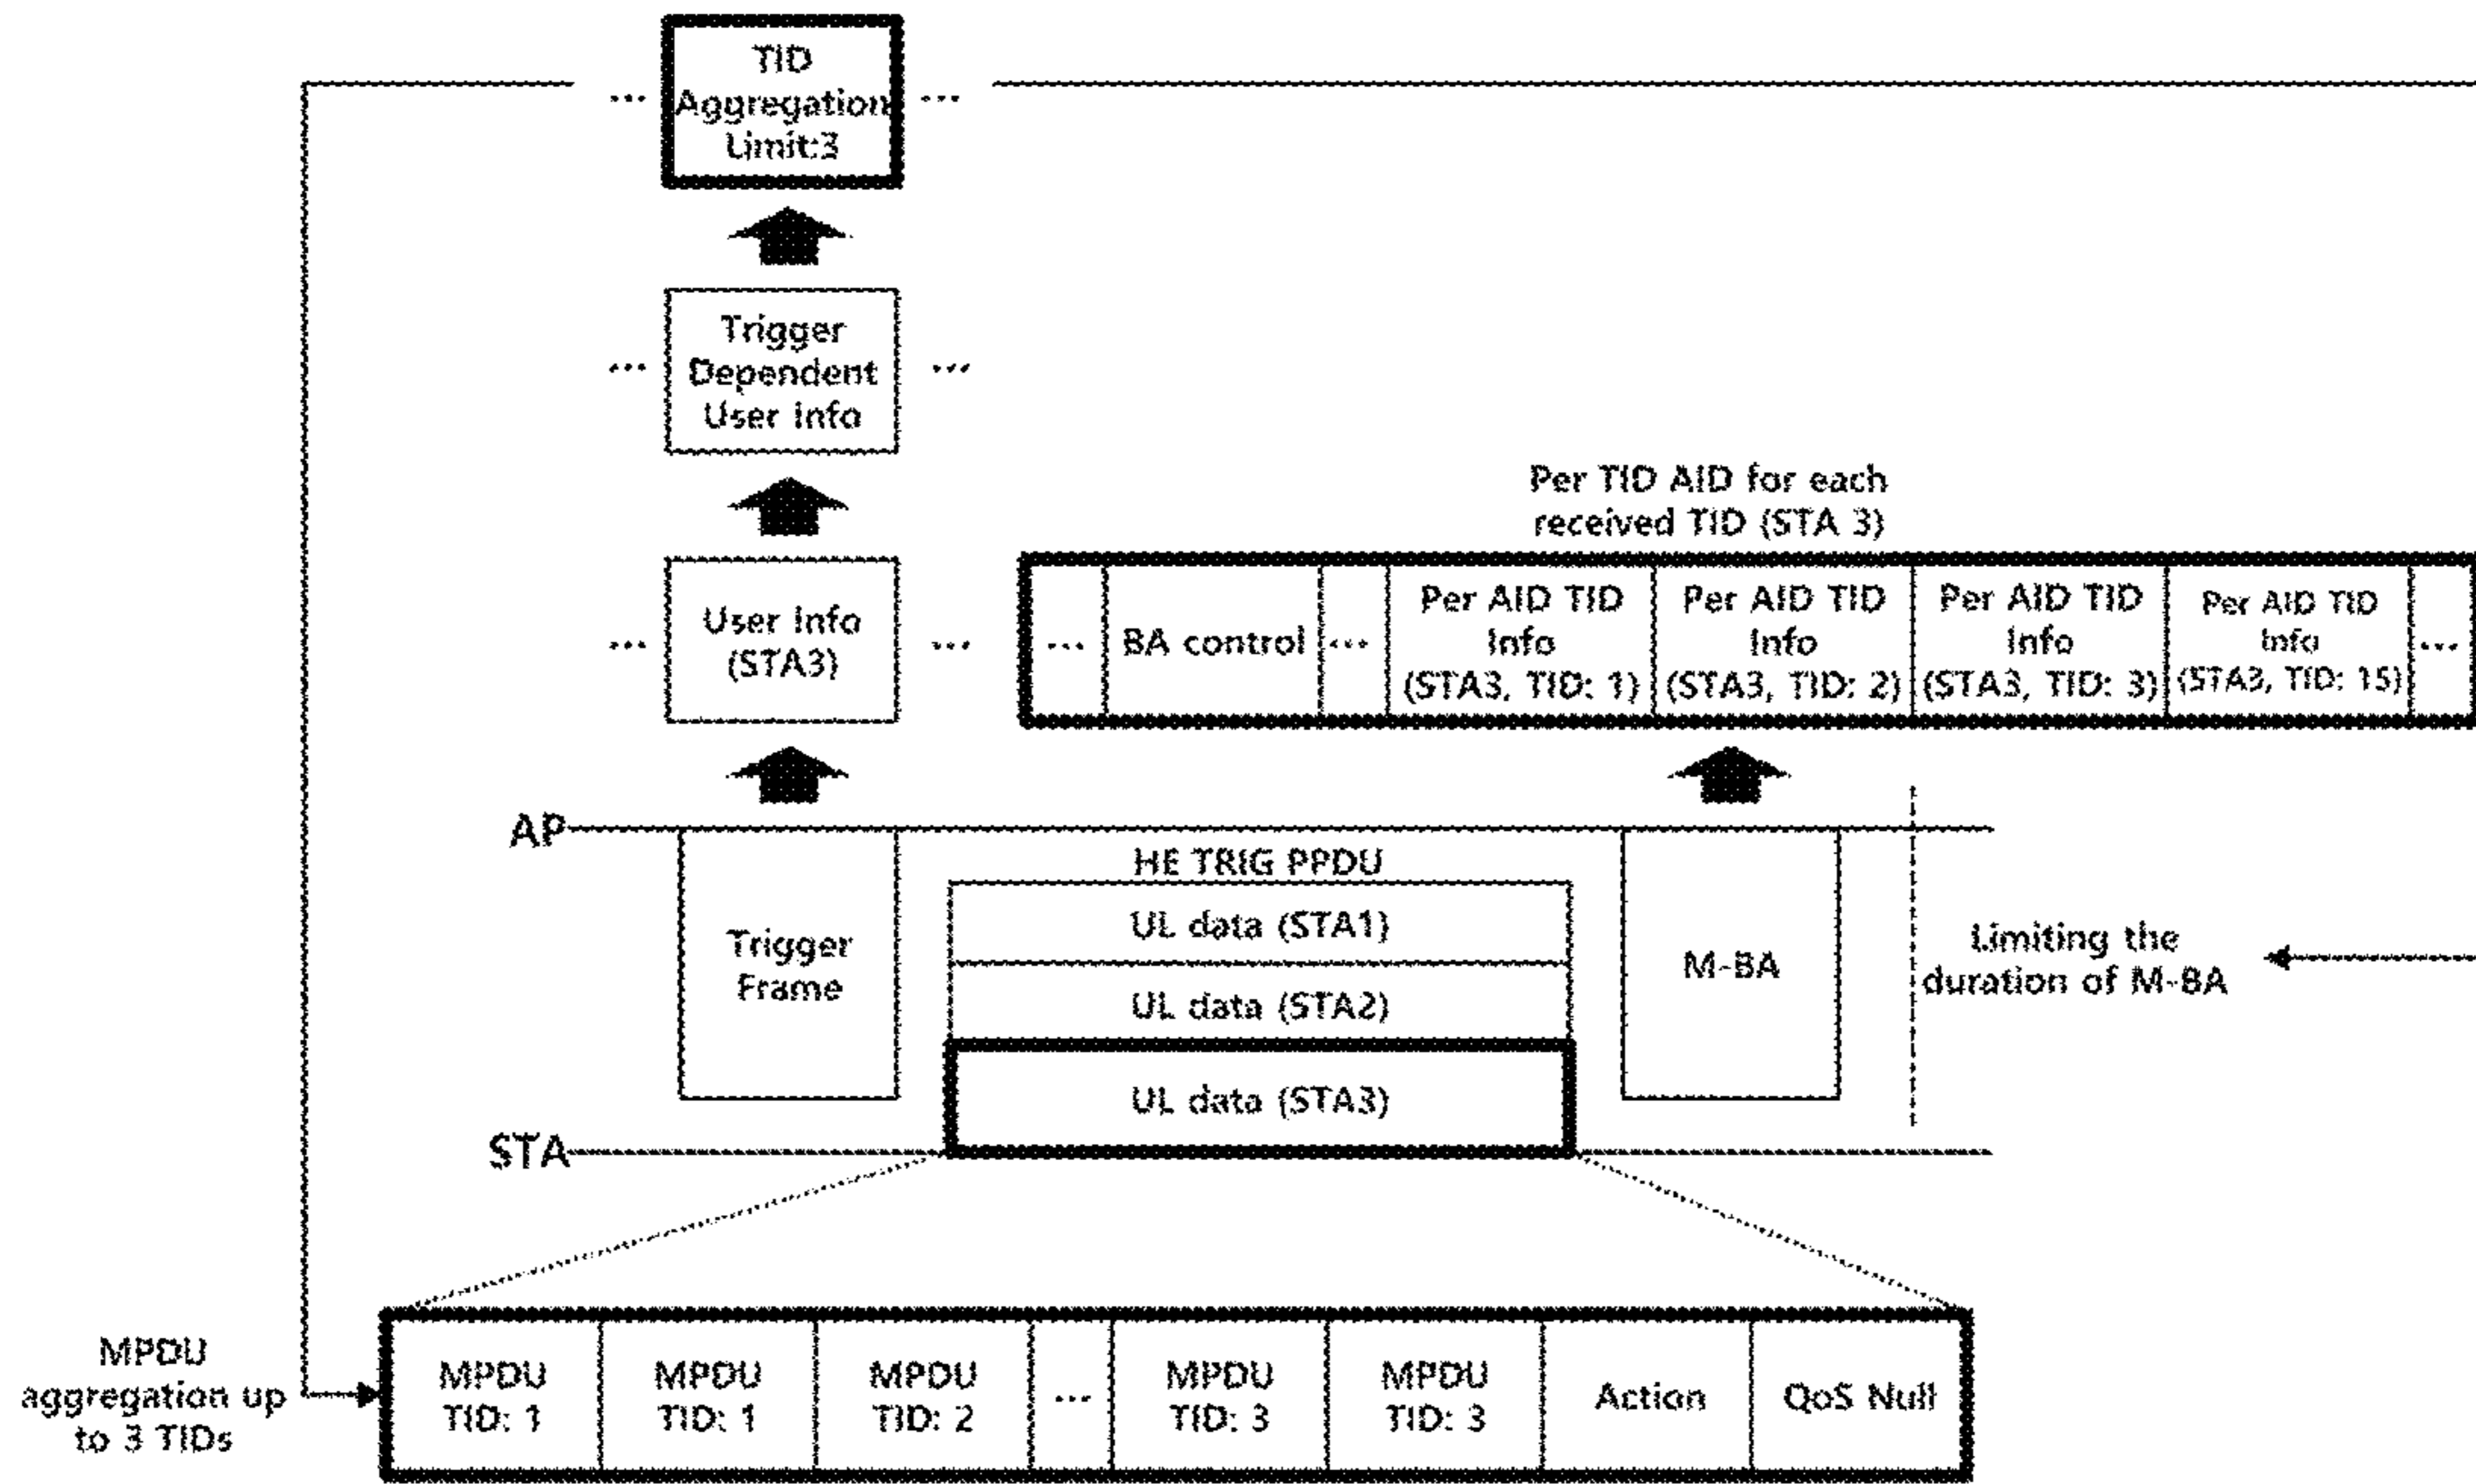 TID
Aggregation
Limit:3
... ...
Trigger
Dependent
User Info
... ...
User Info
(STA3)
... ...
Per TID AID for each
received TID (STA 3)
...
BA control
...
Per AID TID
Info
(STA3, TID: 1)
Per AID TID
Info
(STA3, TID: 2)
Per AID TID
Info
(STA3, TID: 3)
Per AID TID
Info
(STA3, TID: 15)
...
AP
Trigger
Frame
HE TRIG PPDU
UL data (STA1)
UL data (STA2)
UL data (STA3)
M-BA
Limiting the
duration of M-BA
STA
MPDU
aggregation up
to 3 TIDs
MPDU
TID: 1
MPDU
TID: 1
MPDU
TID: 2
...
MPDU
TID: 3
MPDU
TID: 3
Action
QoS Null